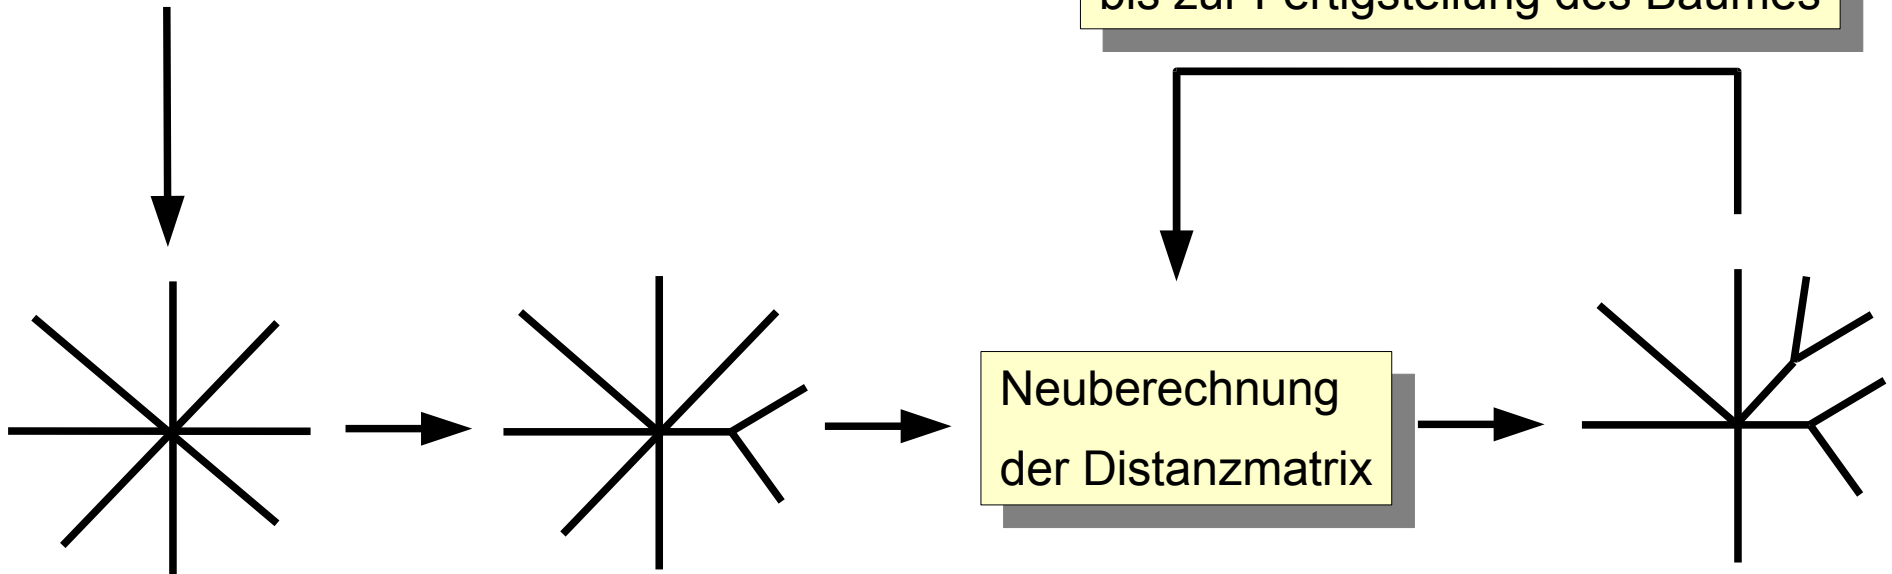 bis zur Fertigstellung des Baumes
Neuberechnung
der Distanzmatrix